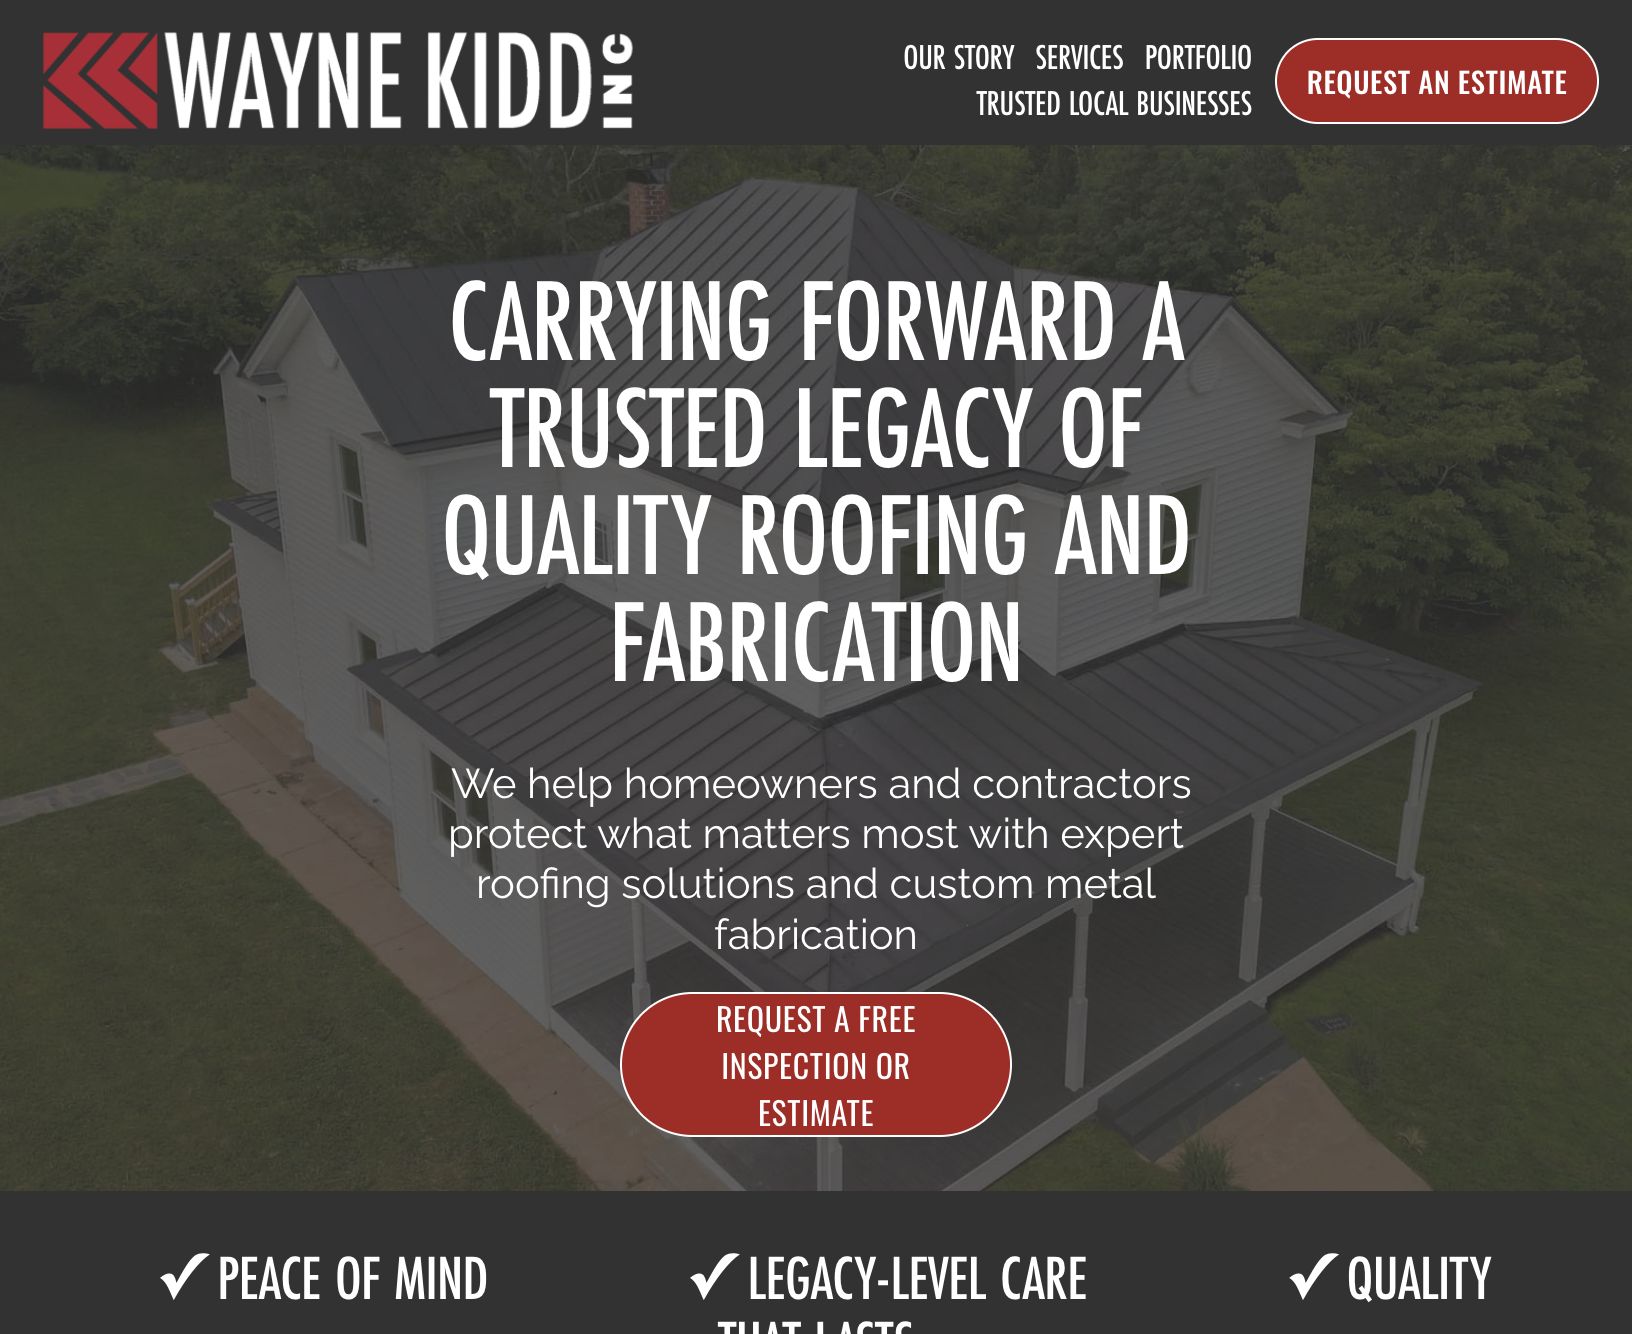 WAYNE KIDD INC
OUR STORY SERVICES PORTFOLIO
TRUSTED LOCAL BUSINESSES
REQUEST AN ESTIMATE
CARRYING FORWARD A
TRUSTED LEGACY OF
QUALITY ROOFING AND
FABRICATION
We help homeowners and contractors
protect what matters most with expert
roofing solutions and custom metal
fabrication
REQUEST A FREE
INSPECTION OR
ESTIMATE
✓ PEACE OF MIND
✓ LEGACY-LEVEL CARE
THAT LASTS
✓ QUALITY